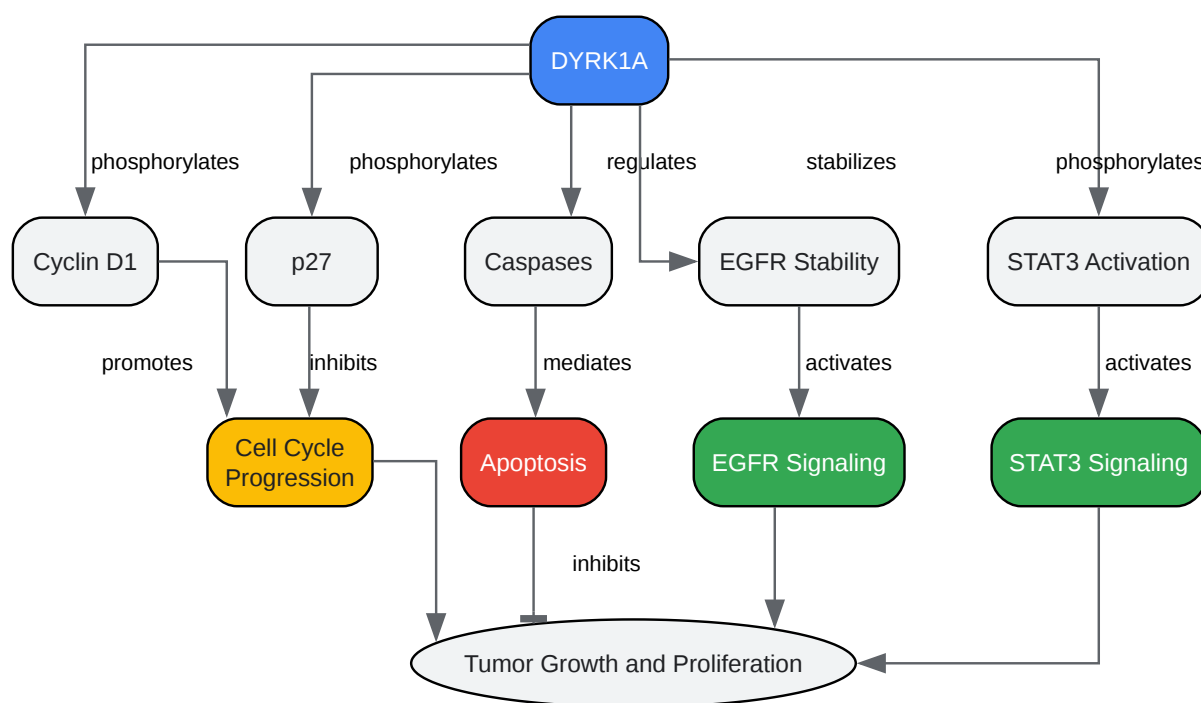 DYRK1A
phosphorylates
phosphorylates
regulates
stabilizes
phosphorylates
Cyclin D1
p27
Caspases
EGFR Stability
STAT3 Activation
promotes
inhibits
mediates
activates
activates
Cell Cycle
Progression
Apoptosis
EGFR Signaling
STAT3 Signaling
inhibits
Tumor Growth and Proliferation